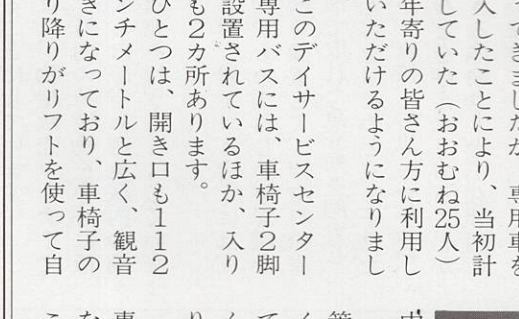 ってきましたが、専用車を
入したことにより、当初計
していた（おおむね25人）
年寄りの皆さん方に利用し
いただけるようになりまし
このデイサービスセンター
専用バスには、車椅子2脚
設置されているほか、入り
も2カ所あります。
ひとつは、開き口も112
ンチメートルと広く、観音
きになっており、車椅子の
り降りがリフトを使って自